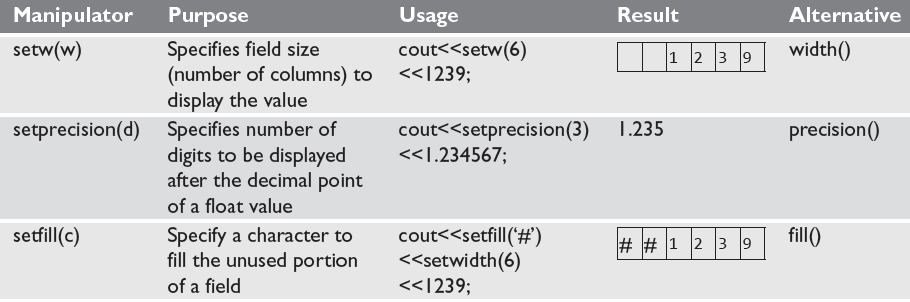 Manipulator Purpose Usage Result Alternative
setw(w) Specifies field size cout<<setw(6) 1 2 3 9 width()
(number of columns) to <<1239;
display the value
setprecision(d) Specifies number of cout<<setprecision(3) 1.235 precision()
digits to be displayed <<1.234567;
after the decimal point
of a float value
setfill(c) Specify a character to cout<<setfill(‘#’) # # 1 2 3 9 fill()
fill the unused portion <<setwidth(6)
of a field <<1239;